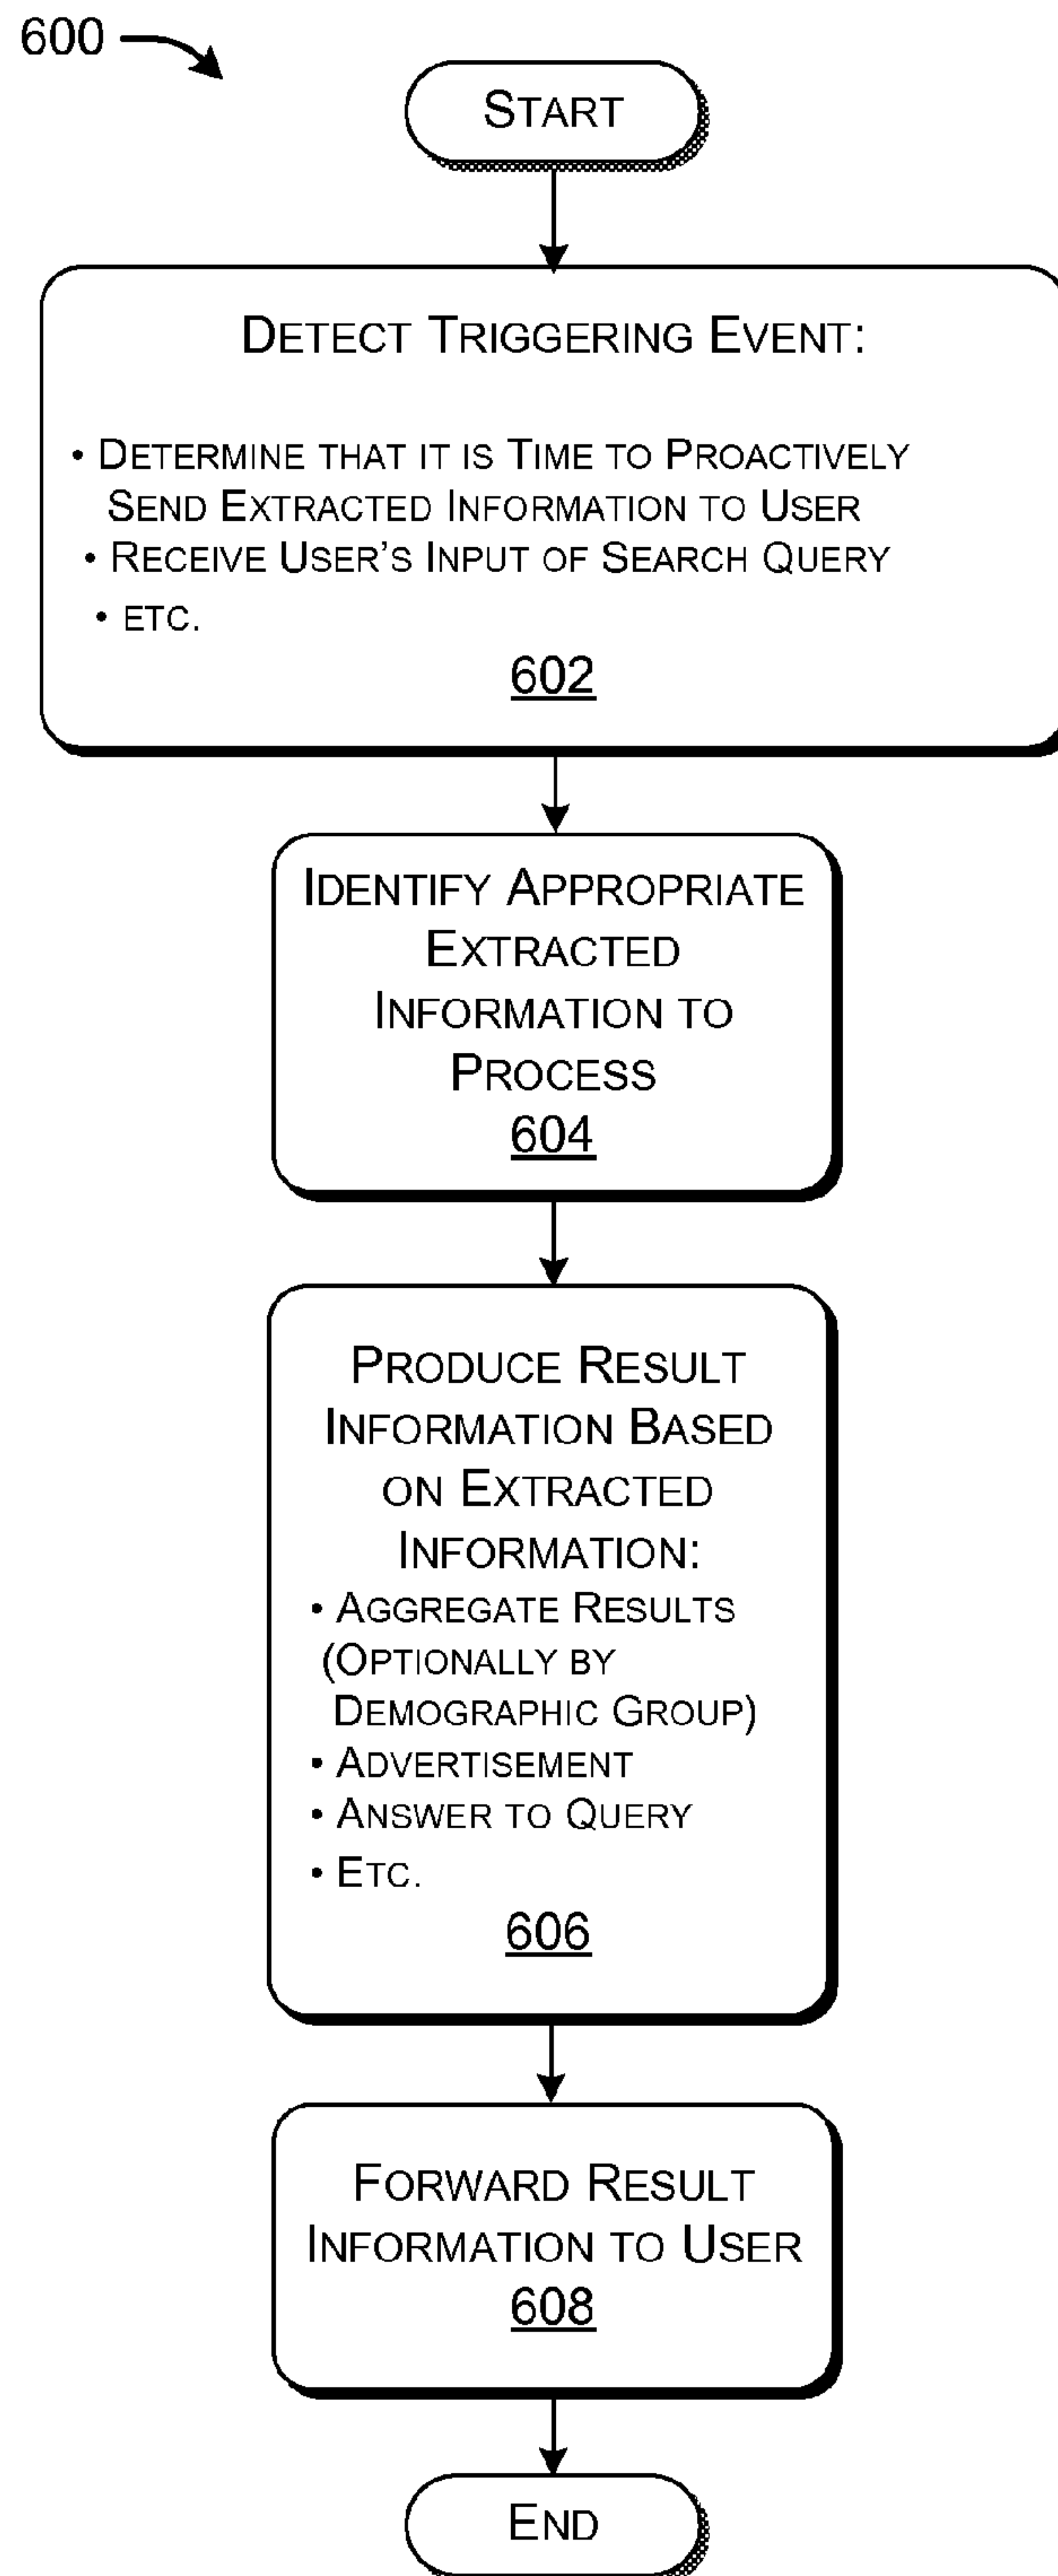 600
START
DETECT TRIGGERING EVENT:
• DETERMINE THAT IT IS TIME TO PROACTIVELY
SEND EXTRACTED INFORMATION TO USER
• RECEIVE USER'S INPUT OF SEARCH QUERY
• ETC.
602
IDENTIFY APPROPRIATE
EXTRACTED
INFORMATION TO
PROCESS
604
PRODUCE RESULT
INFORMATION BASED
ON EXTRACTED
INFORMATION:
• AGGREGATE RESULTS
(OPTIONALLY BY
DEMOGRAPHIC GROUP)
• ADVERTISEMENT
• ANSWER TO QUERY
• ETC.
606
FORWARD RESULT
INFORMATION TO USER
608
END